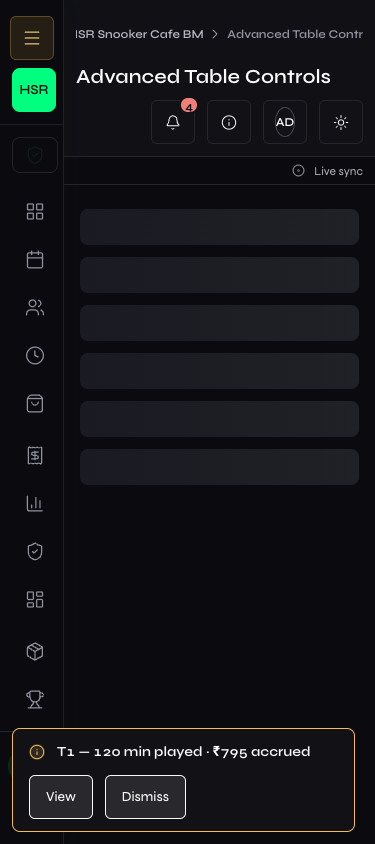 HSR
HSR Snooker Cafe BM > Advanced Table Contr
Advanced Table Controls
4
AD
Live sync
T1 — 120 min played · ₹795 accrued
View
Dismiss